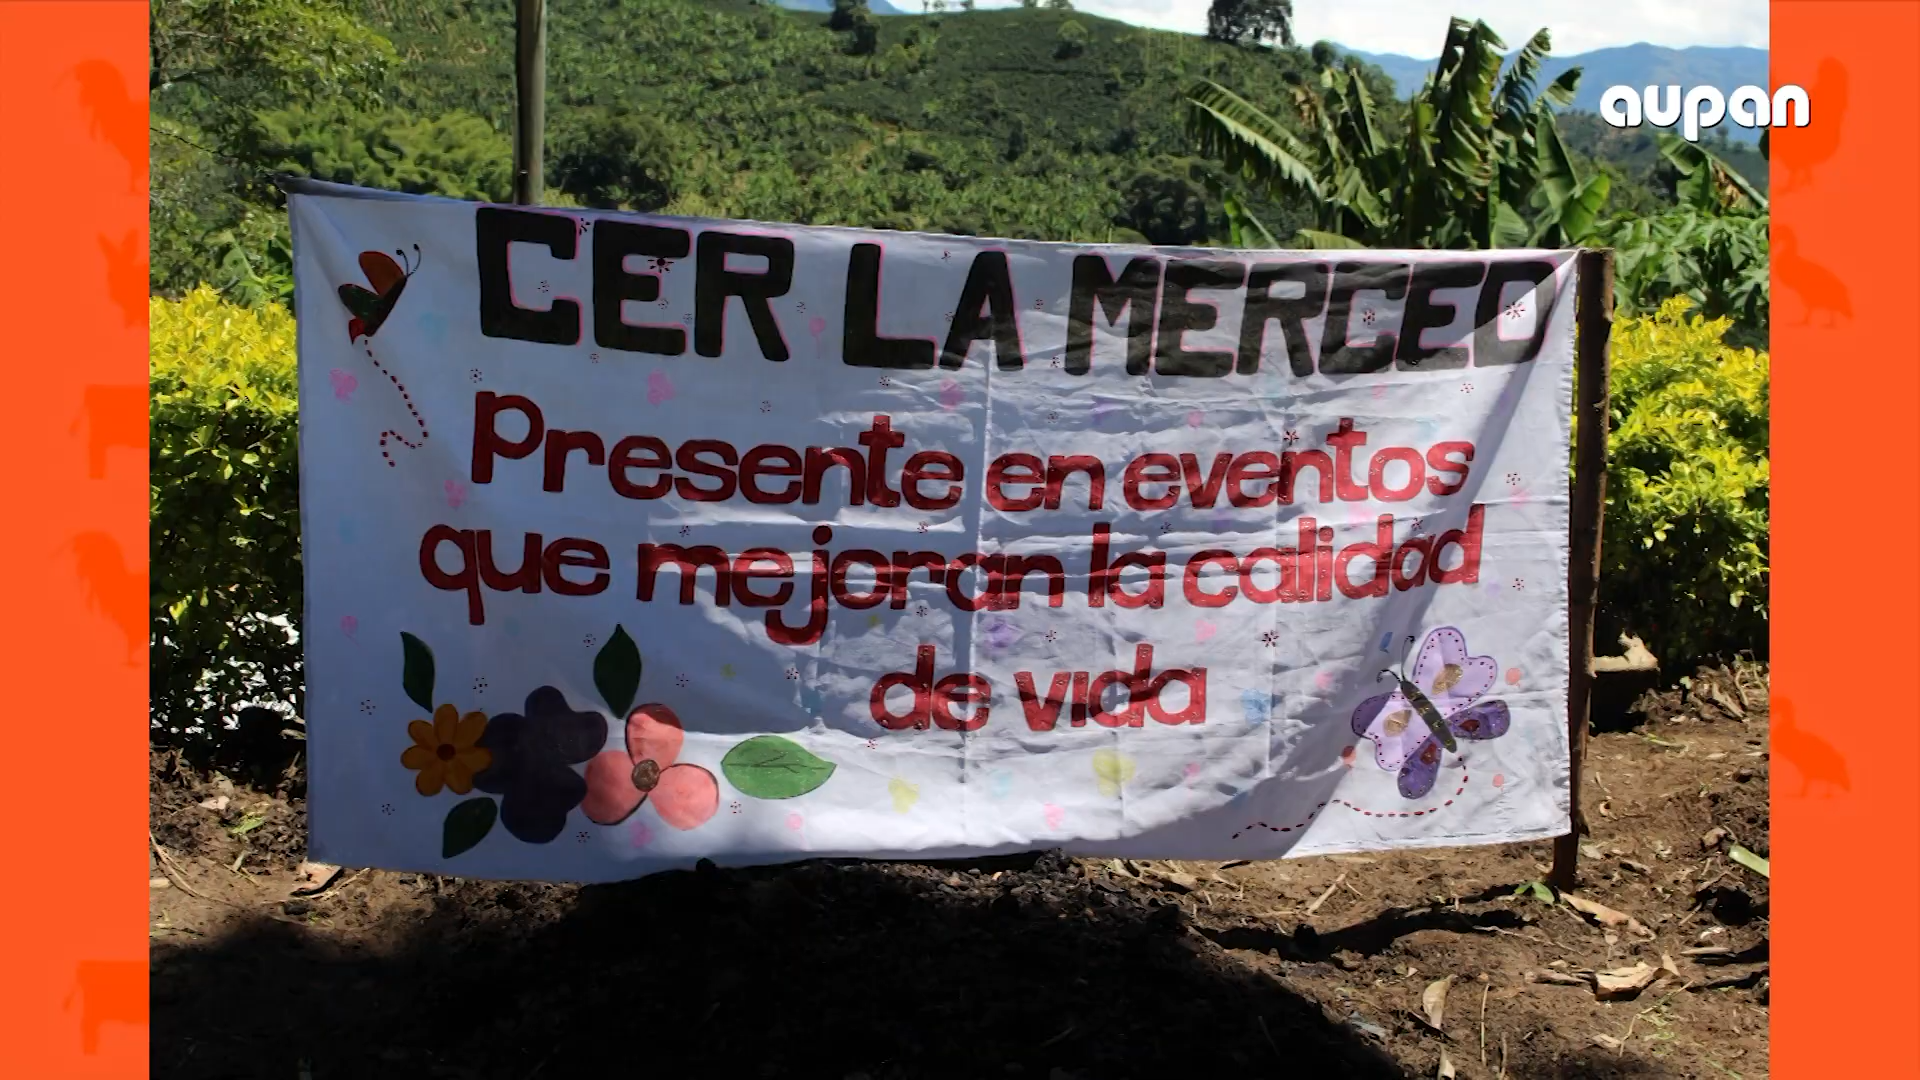 aupan
CER LA MERCED
Presente en eventos
que mejoran la calidad
de vida